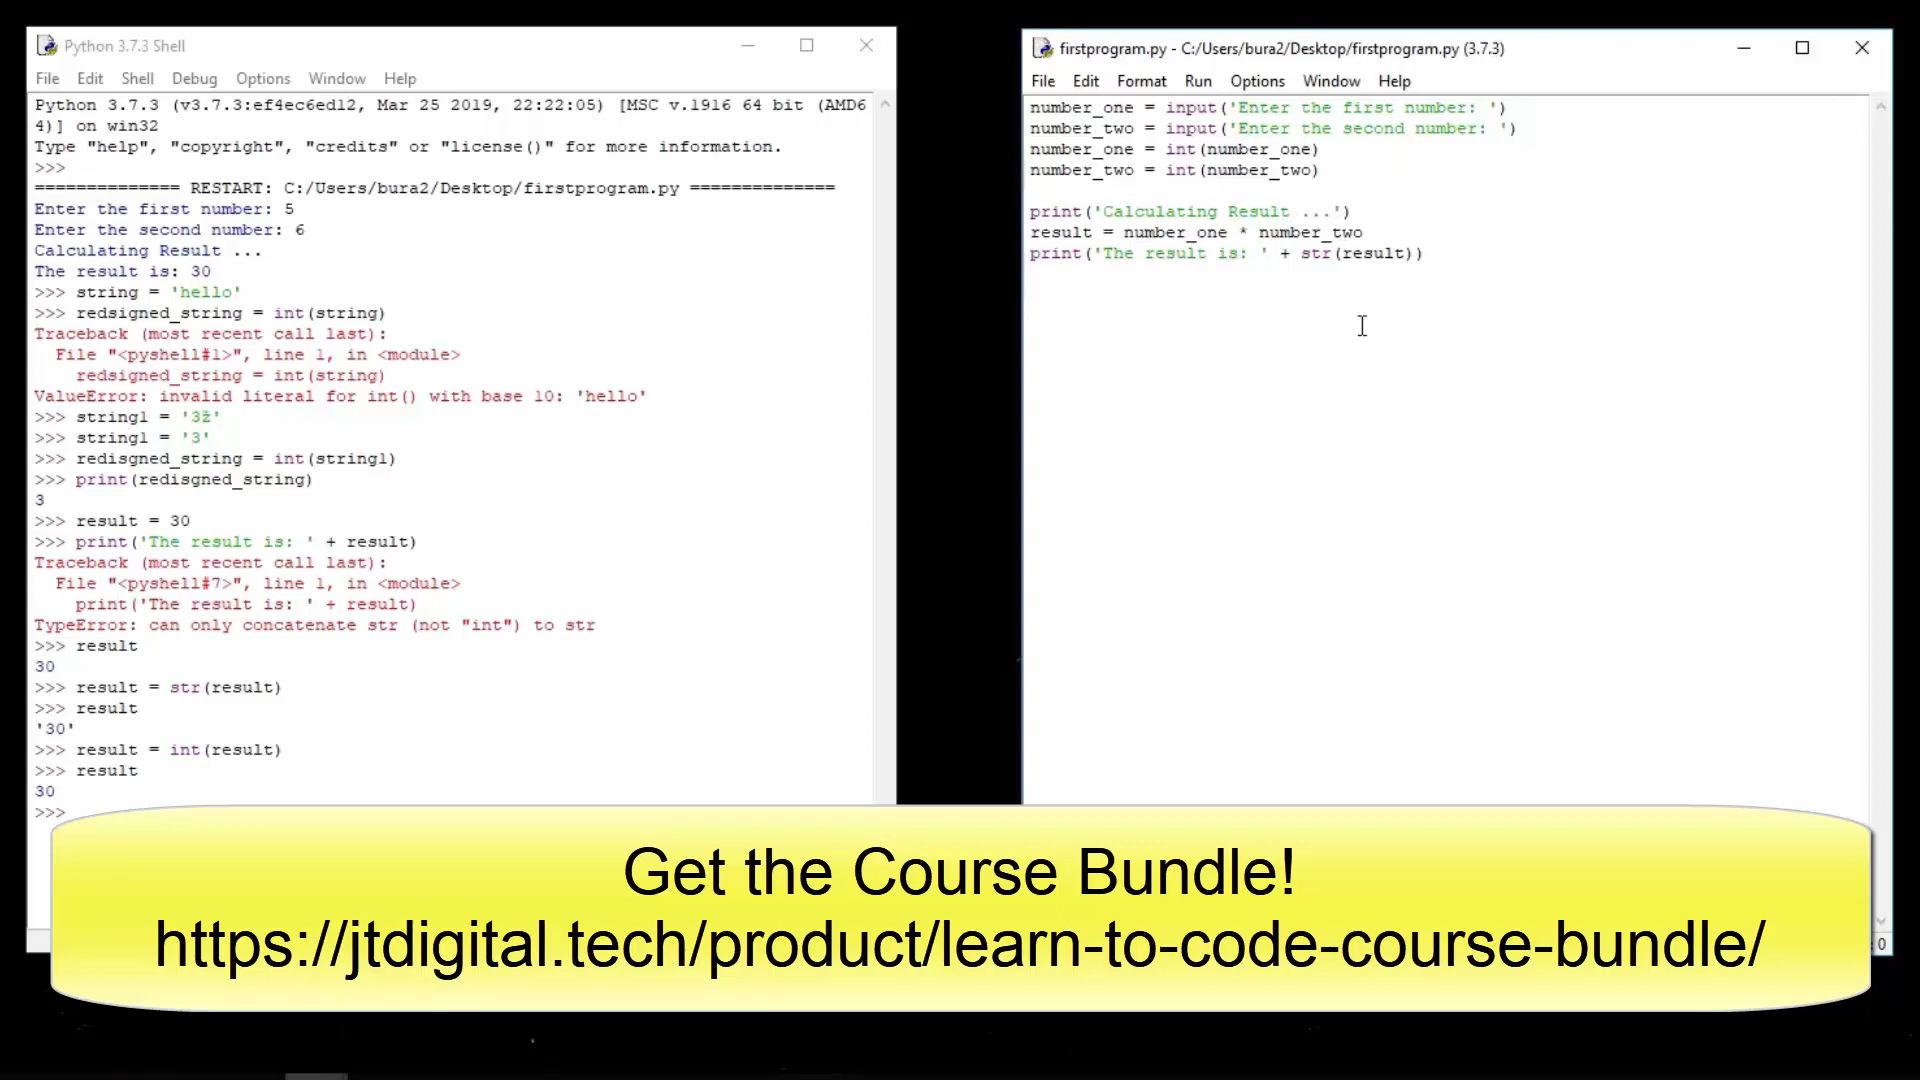 Python 3.7.3 Shell
File Edit Shell Debug Options Window Help
Python 3.7.3 (v3.7.3:ef4ec6ed12, Mar 25 2019, 22:22:05) [MSC v.1916 64 bit (AMD6
4)] on win32
Type "help", "copyright", "credits" or "license()" for more information.
>>>
============== RESTART: C:/Users/bura2/Desktop/firstprogram.py ==============
Enter the first number: 5
Enter the second number: 6
Calculating Result ...
The result is: 30
>>> string = 'hello'
>>> redsigned_string = int(string)
Traceback (most recent call last):
  File "<pyshell#1>", line 1, in <module>
    redsigned_string = int(string)
ValueError: invalid literal for int() with base 10: 'hello'
>>> string1 = '3ž'
>>> string1 = '3'
>>> redisgned_string = int(string1)
>>> print(redisgned_string)
3
>>> result = 30
>>> print('The result is: ' + result)
Traceback (most recent call last):
  File "<pyshell#7>", line 1, in <module>
    print('The result is: ' + result)
TypeError: can only concatenate str (not "int") to str
>>> result
30
>>> result = str(result)
>>> result
'30'
>>> result = int(result)
>>> result
30
>>>
firstprogram.py - C:/Users/bura2/Desktop/firstprogram.py (3.7.3)
File Edit Format Run Options Window Help
number_one = input('Enter the first number: ')
number_two = input('Enter the second number: ')
number_one = int(number_one)
number_two = int(number_two)
print('Calculating Result ...')
result = number_one * number_two
print('The result is: ' + str(result))
: 0
Get the Course Bundle!
https://jtdigital.tech/product/learn-to-code-course-bundle/